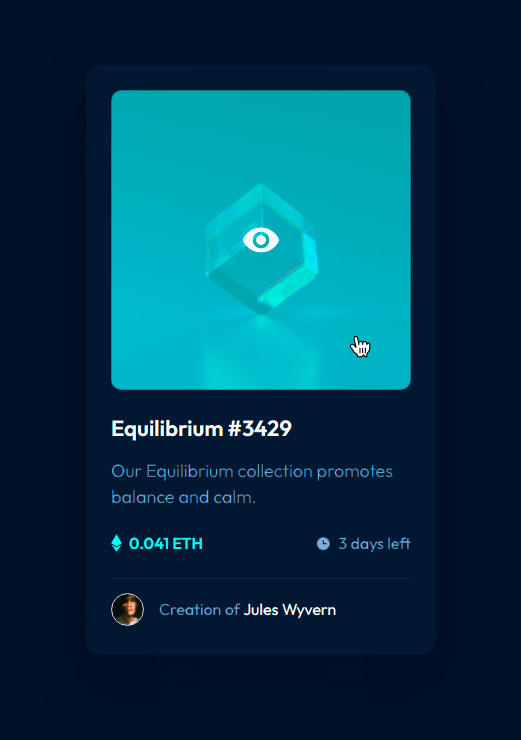 Equilibrium #3429
Our Equilibrium collection promotes
balance and calm.
0.041 ETH
3 days left
Creation of Jules Wyvern